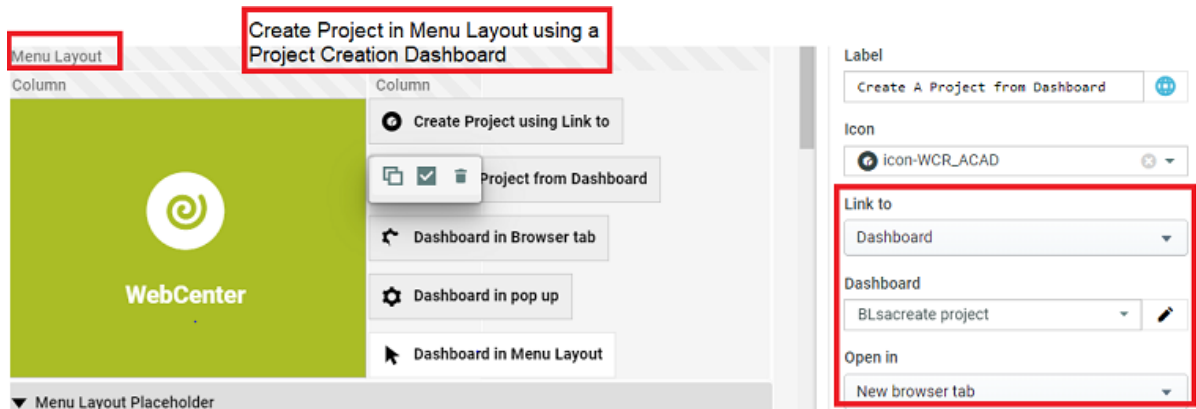 Create Project in Menu Layout using a
Project Creation Dashboard
Menu Layout
Column
Column
Create Project using Link to
Project from Dashboard
Dashboard in Browser tab
WebCenter
Dashboard in pop up
Dashboard in Menu Layout
Menu Layout Placeholder
Label
Create A Project from Dashboard
Icon
icon-WCR_ACAD
Link to
Dashboard
Dashboard
BLsacreate project
Open in
New browser tab